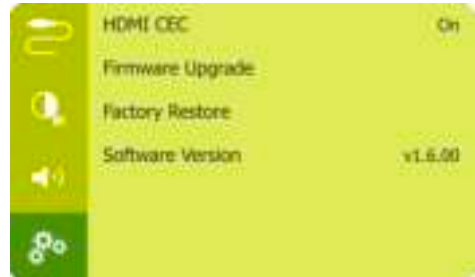 HDMI CEC On
Firmware Upgrade
Factory Restore
Software Version v1.6.00